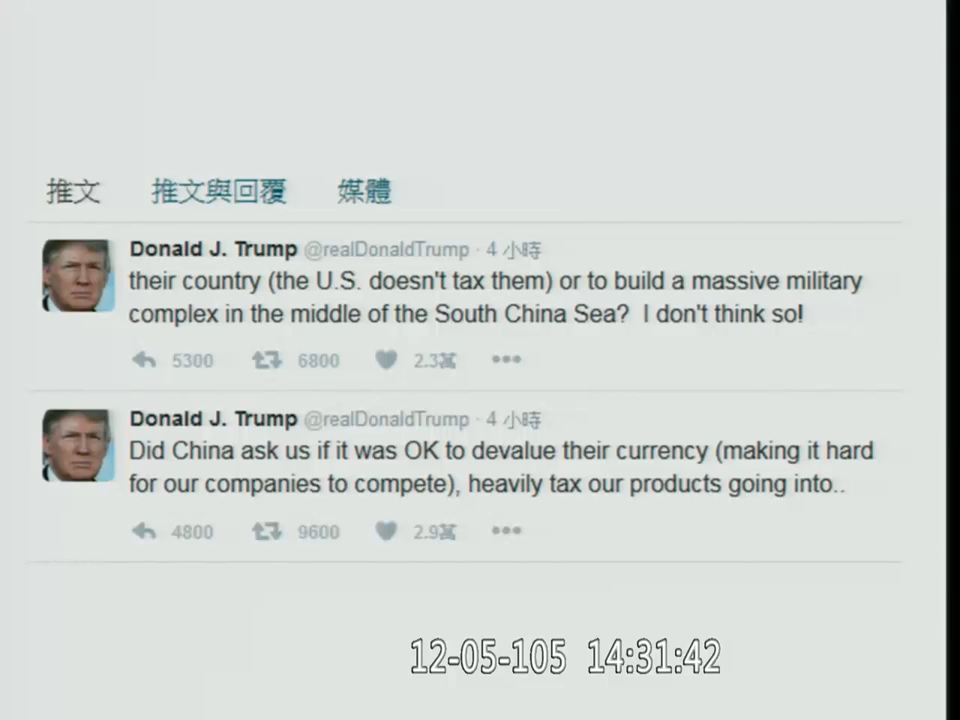 推文 推文與回覆 媒體
Donald J. Trump @realDonaldTrump · 4 小時
their country (the U.S. doesn't tax them) or to build a massive military
complex in the middle of the South China Sea? I don't think so!
5300 6800 2.3萬 •••
Donald J. Trump @realDonaldTrump · 4 小時
Did China ask us if it was OK to devalue their currency (making it hard
for our companies to compete), heavily tax our products going into..
4800 9600 2.9萬 •••
12-05-105 14:31:42